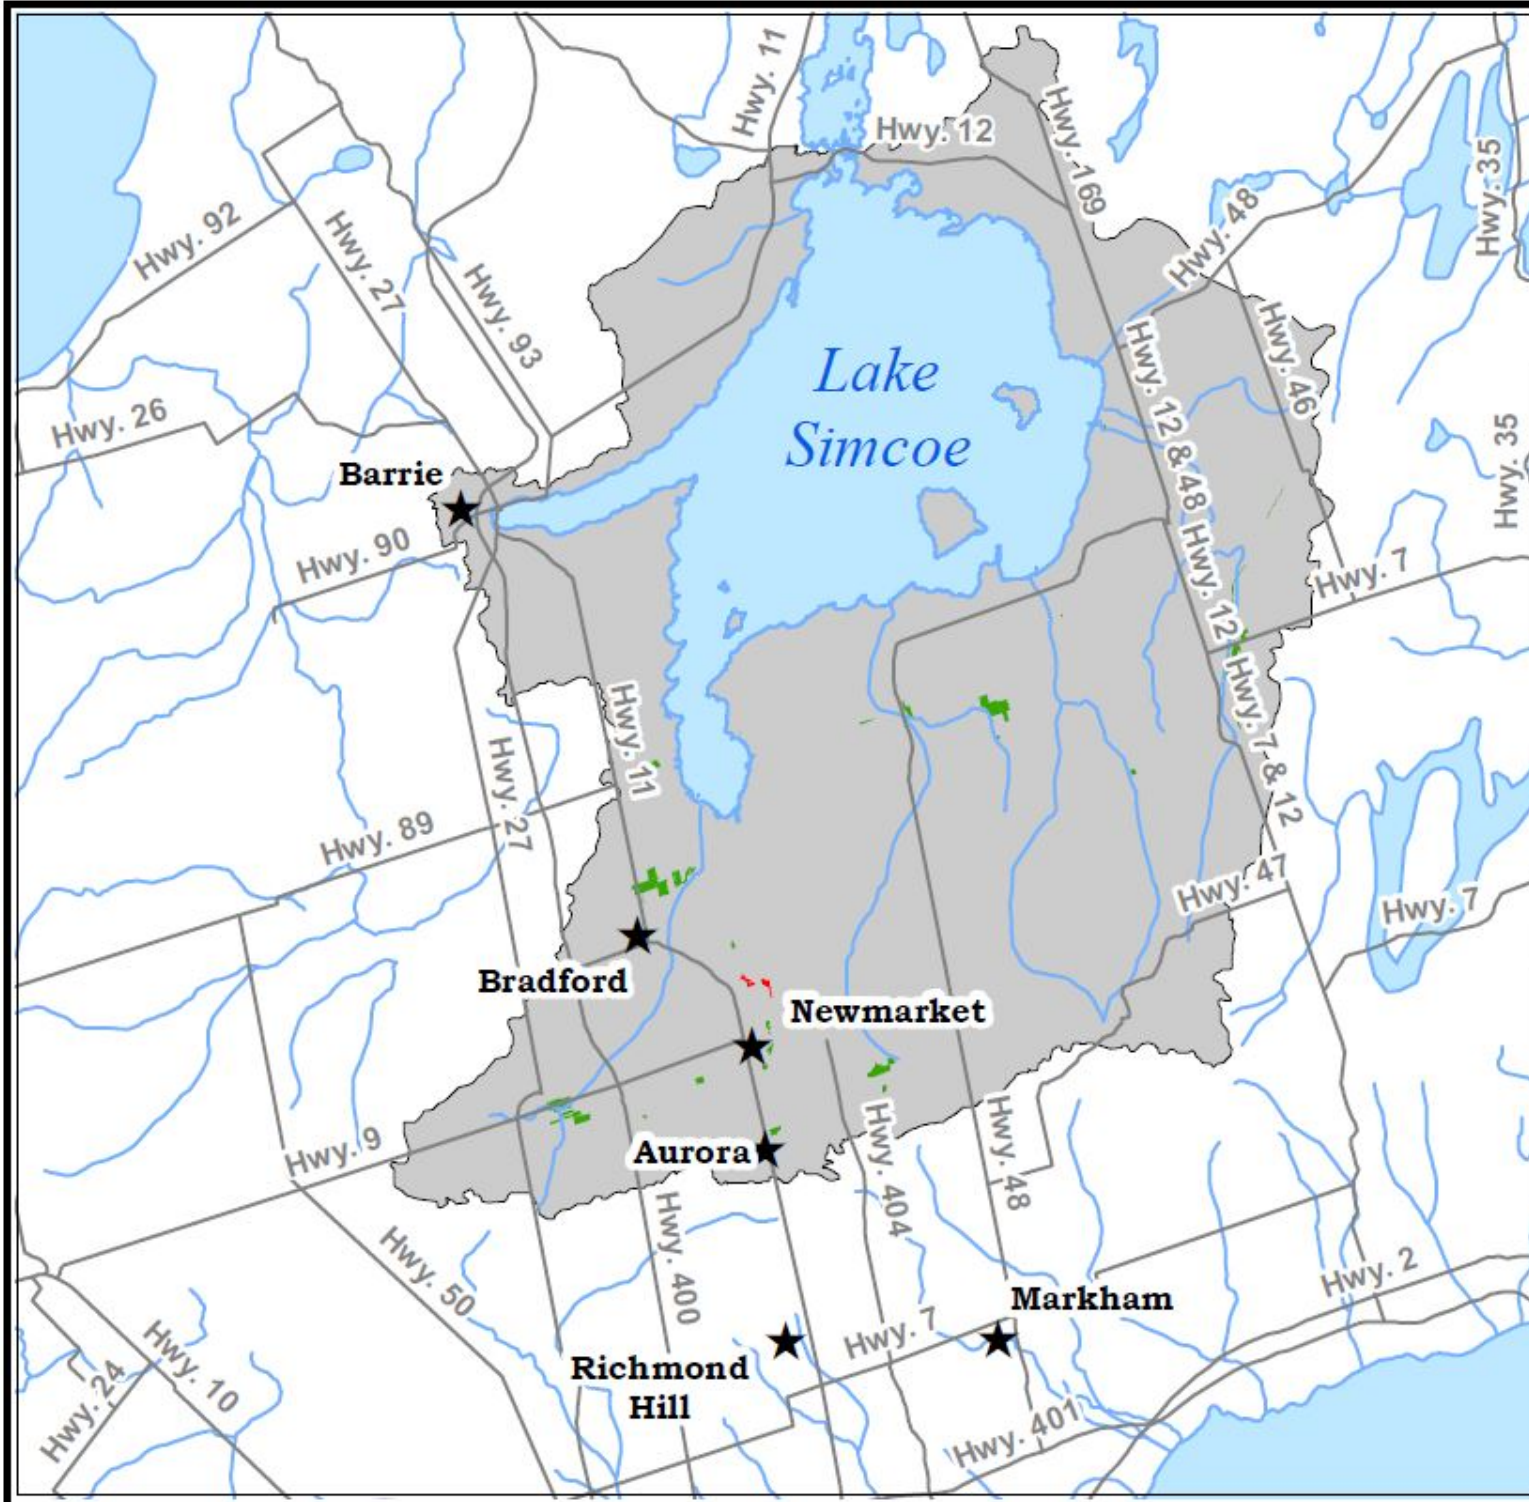 Hwy. 11
Hwy. 12
Hwy. 169
Hwy. 35
Hwy. 92
Hwy. 27
Hwy. 48
Hwy. 93
Hwy. 46
Lake
Simcoe
Hwy. 12 & 48
Hwy. 26
Hwy. 35
Barrie
Hwy. 90
Hwy. 12
Hwy. 7
Hwy. 11
Hwy. 27
Hwy. 7 & 12
Hwy. 89
Hwy. 47
Hwy. 7
Bradford
Newmarket
Hwy. 9
Aurora
Hwy. 404
Hwy. 48
Hwy. 400
Hwy. 50
Hwy. 2
Markham
Hwy. 7
Richmond
Hill
Hwy. 10
Hwy. 24
Hwy. 401